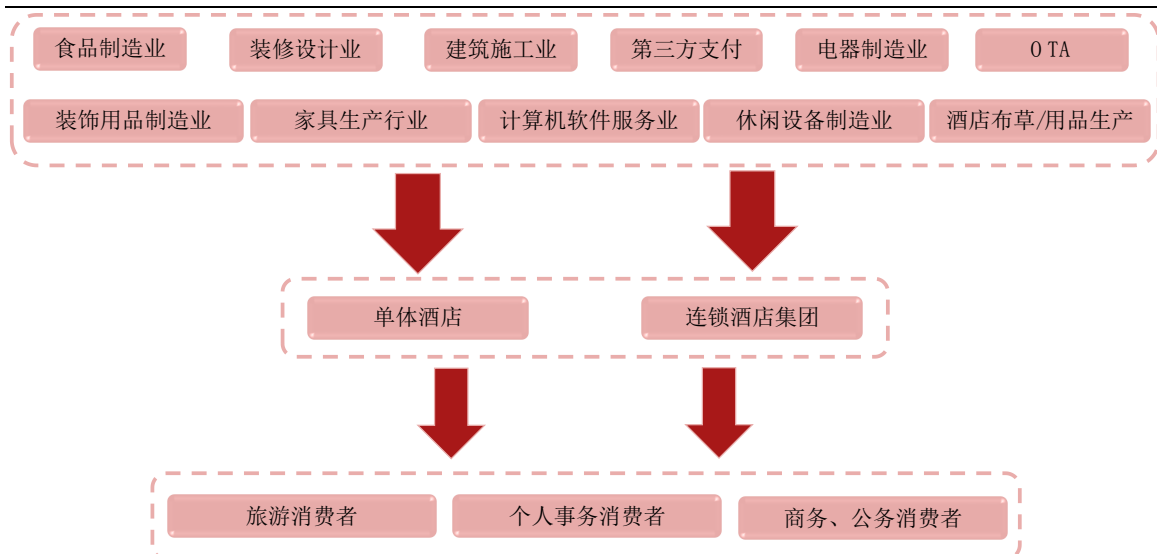 食品制造业 装修设计业 建筑施工业 第三方支付 电器制造业 OTA
装饰用品制造业 家具生产行业 计算机软件服务业 休闲设备制造业 酒店布草/用品生产
单体酒店 连锁酒店集团
旅游消费者 个人事务消费者 商务、公务消费者